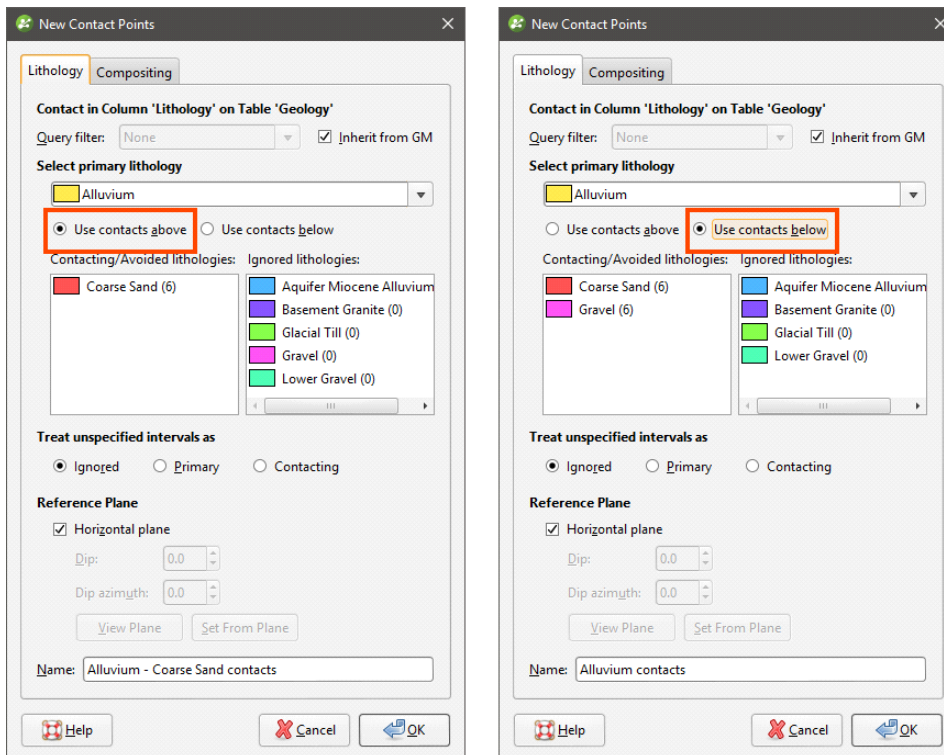 New Contact Points
Lithology Compositing
Contact in Column 'Lithology' on Table 'Geology'
Query filter: None Inherit from GM
Select primary lithology
Alluvium
Use contacts above Use contacts below
Contacting/Avoided lithologies: Ignored lithologies:
Coarse Sand (6) Aquifer Miocene Alluvium
Basement Granite (0)
Glacial Till (0)
Gravel (0)
Lower Gravel (0)
Treat unspecified intervals as
Ignored Primary Contacting
Reference Plane
Horizontal plane
Dip: 0.0
Dip azimuth: 0.0
View Plane Set From Plane
Name: Alluvium - Coarse Sand contacts
Help Cancel OK
New Contact Points
Lithology Compositing
Contact in Column 'Lithology' on Table 'Geology'
Query filter: None Inherit from GM
Select primary lithology
Alluvium
Use contacts above Use contacts below
Contacting/Avoided lithologies: Ignored lithologies:
Coarse Sand (6) Aquifer Miocene Alluvium
Gravel (6) Basement Granite (0)
Glacial Till (0)
Lower Gravel (0)
Treat unspecified intervals as
Ignored Primary Contacting
Reference Plane
Horizontal plane
Dip: 0.0
Dip azimuth: 0.0
View Plane Set From Plane
Name: Alluvium contacts
Help Cancel OK